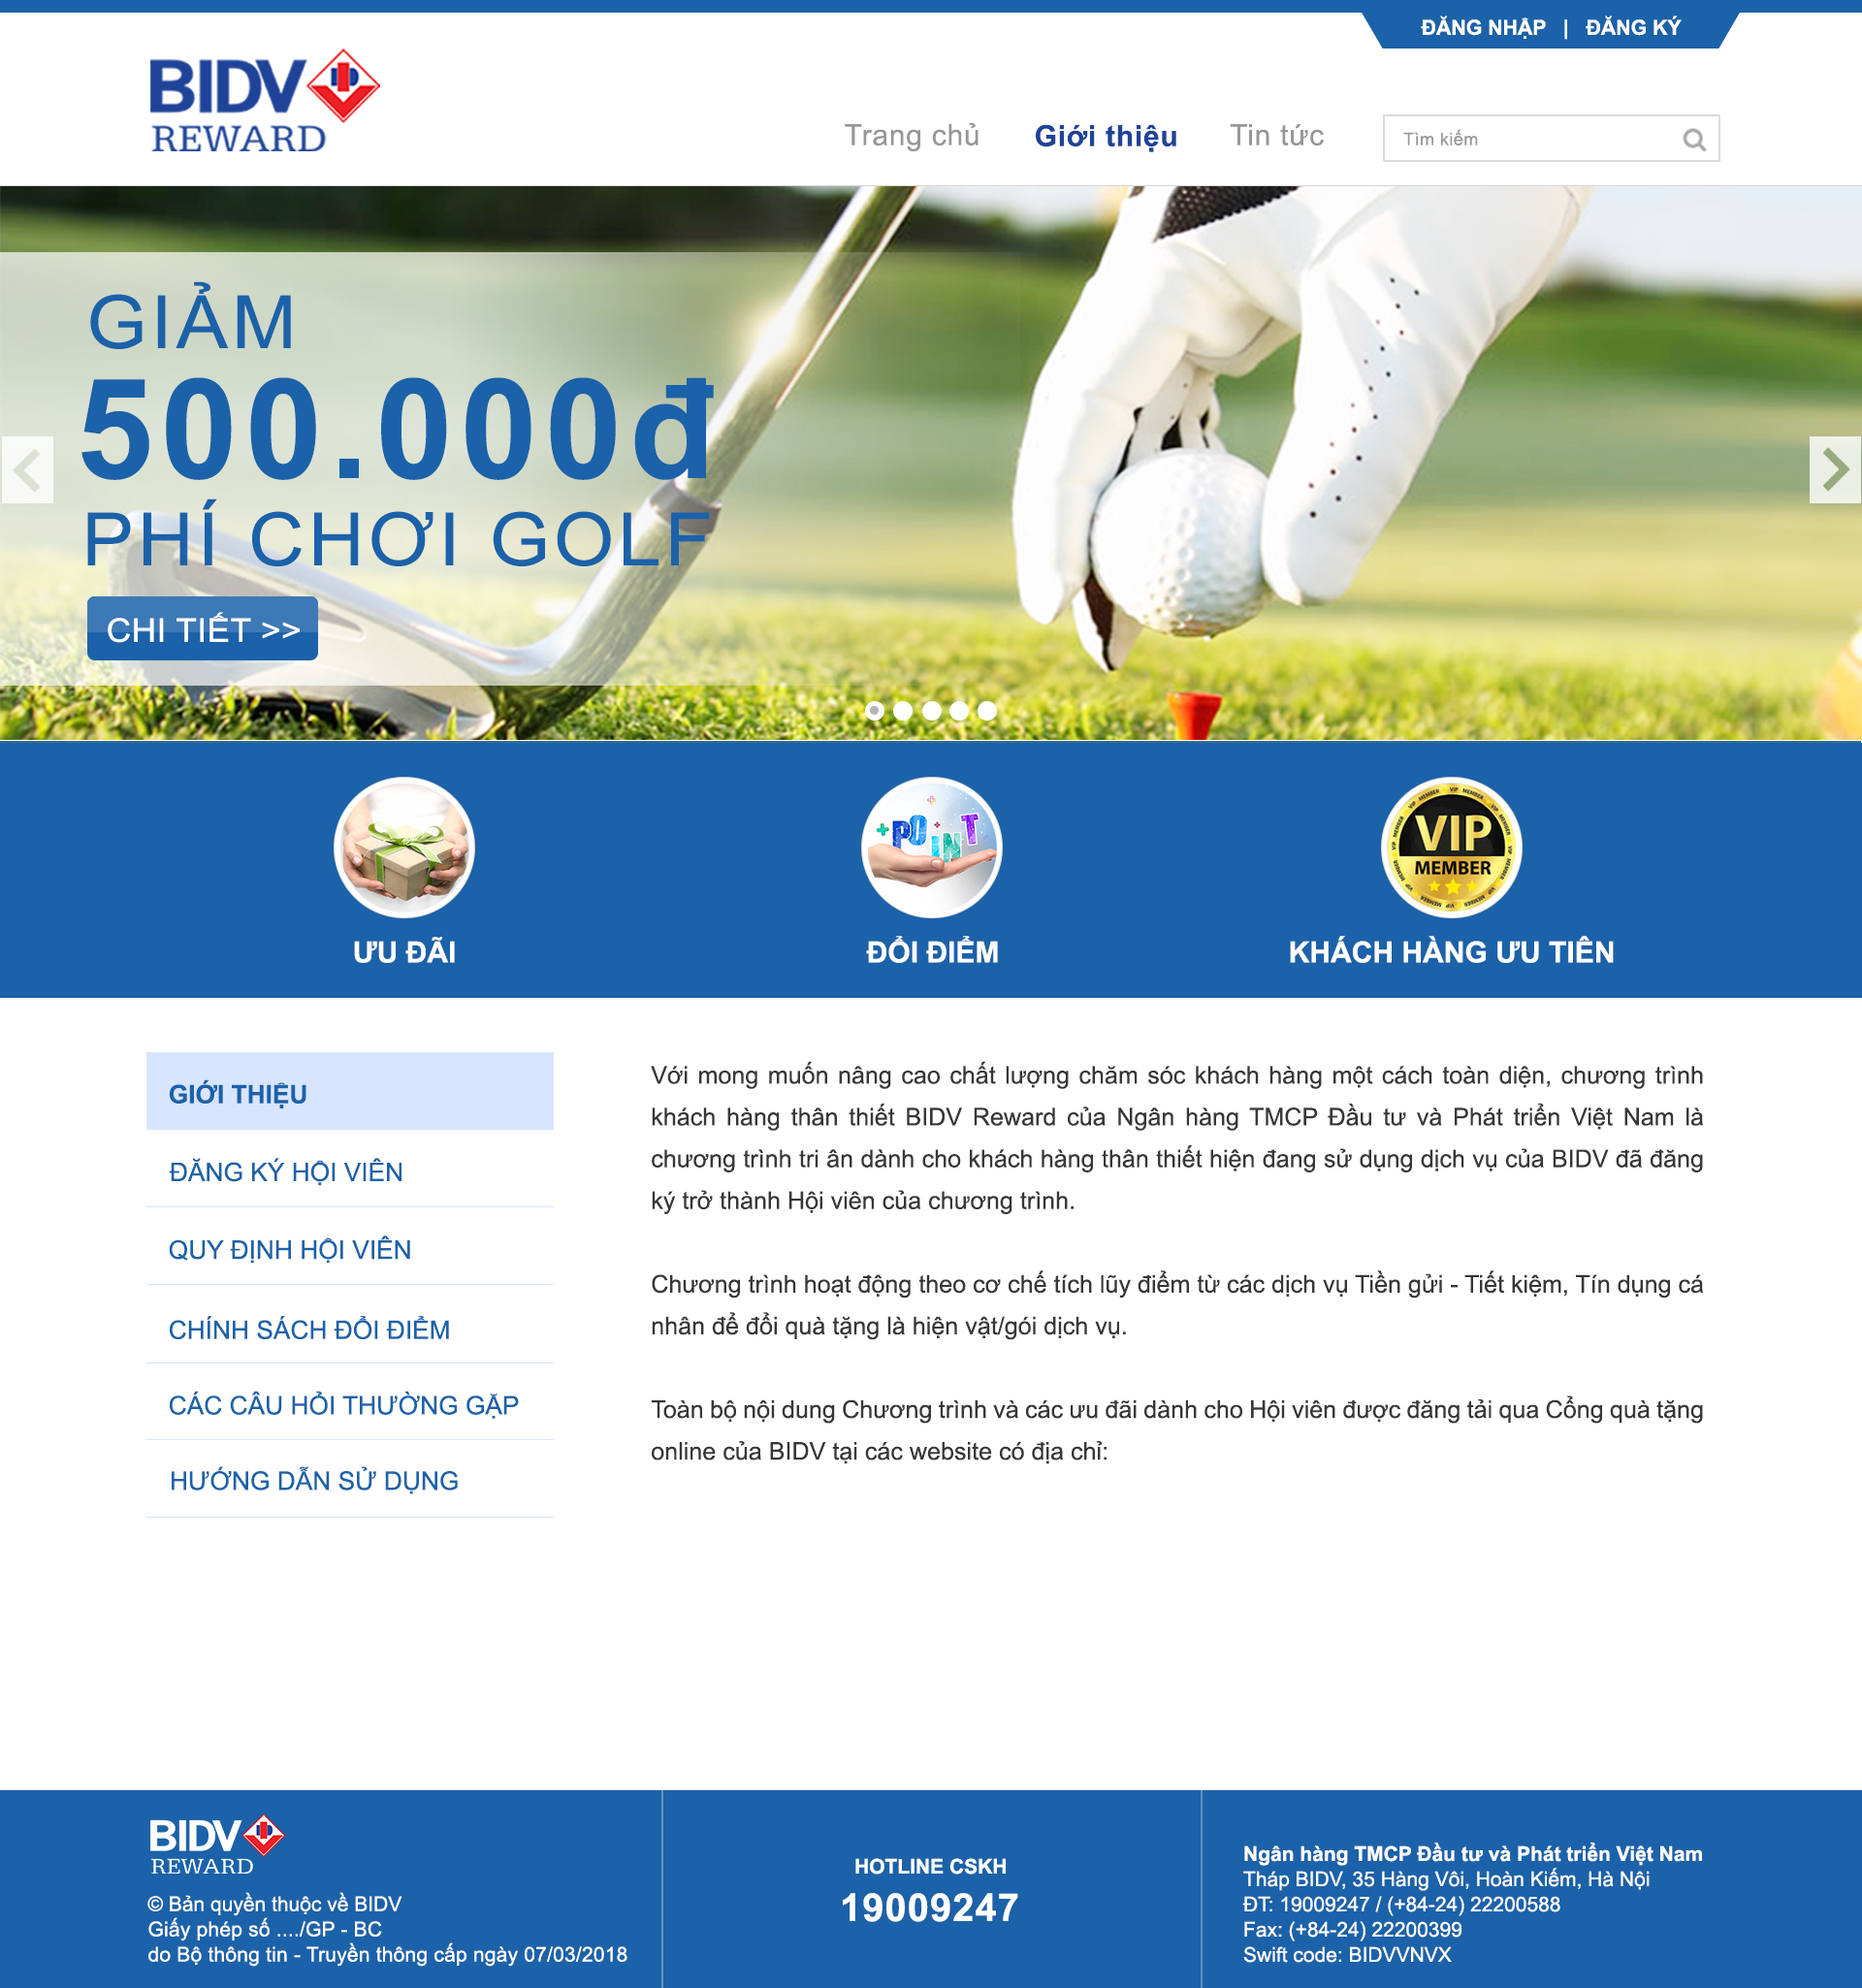 ĐĂNG NHẬP | ĐĂNG KÝ
BIDV
REWARD
Trang chủ Giới thiệu Tin tức Tìm kiếm
GIẢM
500.000đ
PHÍ CHƠI GOLF
CHI TIẾT >>
+POINT
VIP
MEMBER
ƯU ĐÃI
ĐỔI ĐIỂM
KHÁCH HÀNG ƯU TIÊN
GIỚI THIỆU
ĐĂNG KÝ HỘI VIÊN
QUY ĐỊNH HỘI VIÊN
CHÍNH SÁCH ĐỔI ĐIỂM
CÁC CÂU HỎI THƯỜNG GẶP
HƯỚNG DẪN SỬ DỤNG
Với mong muốn nâng cao chất lượng chăm sóc khách hàng một cách toàn diện, chương trình
khách hàng thân thiết BIDV Reward của Ngân hàng TMCP Đầu tư và Phát triển Việt Nam là
chương trình tri ân dành cho khách hàng thân thiết hiện đang sử dụng dịch vụ của BIDV đã đăng
ký trở thành Hội viên của chương trình.
Chương trình hoạt động theo cơ chế tích lũy điểm từ các dịch vụ Tiền gửi - Tiết kiệm, Tín dụng cá
nhân để đổi quà tặng là hiện vật/gói dịch vụ.
Toàn bộ nội dung Chương trình và các ưu đãi dành cho Hội viên được đăng tải qua Cổng quà tặng
online của BIDV tại các website có địa chỉ:
BIDV
REWARD
© Bản quyền thuộc về BIDV
Giấy phép số ..../GP - BC
do Bộ thông tin - Truyền thông cấp ngày 07/03/2018
HOTLINE CSKH
19009247
Ngân hàng TMCP Đầu tư và Phát triển Việt Nam
Tháp BIDV, 35 Hàng Vôi, Hoàn Kiếm, Hà Nội
ĐT: 19009247 / (+84-24) 22200588
Fax: (+84-24) 22200399
Swift code: BIDVVNVX